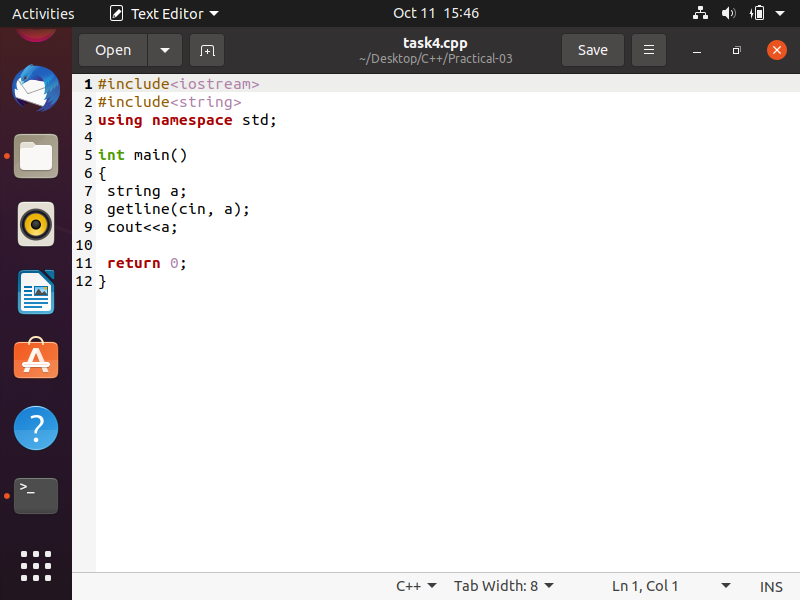 Activities Text Editor Oct 11 15:46
Open task4.cpp Save
~/Desktop/C++/Practical-03
1 #include<iostream>
2 #include<string>
3 using namespace std;
4
5 int main()
6 {
7 string a;
8 getline(cin, a);
9 cout<<a;
10
11 return 0;
12 }
>_
?
C++ Tab Width: 8 Ln 1, Col 1 INS